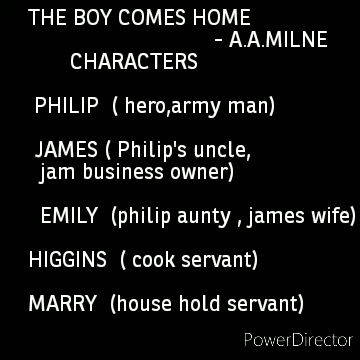 THE BOY COMES HOME
- A.A.MILNE
CHARACTERS
PHILIP ( hero,army man)
JAMES ( Philip's uncle,
jam business owner)
EMILY (philip aunty , james wife)
HIGGINS ( cook servant)
MARRY (house hold servant)
PowerDirector